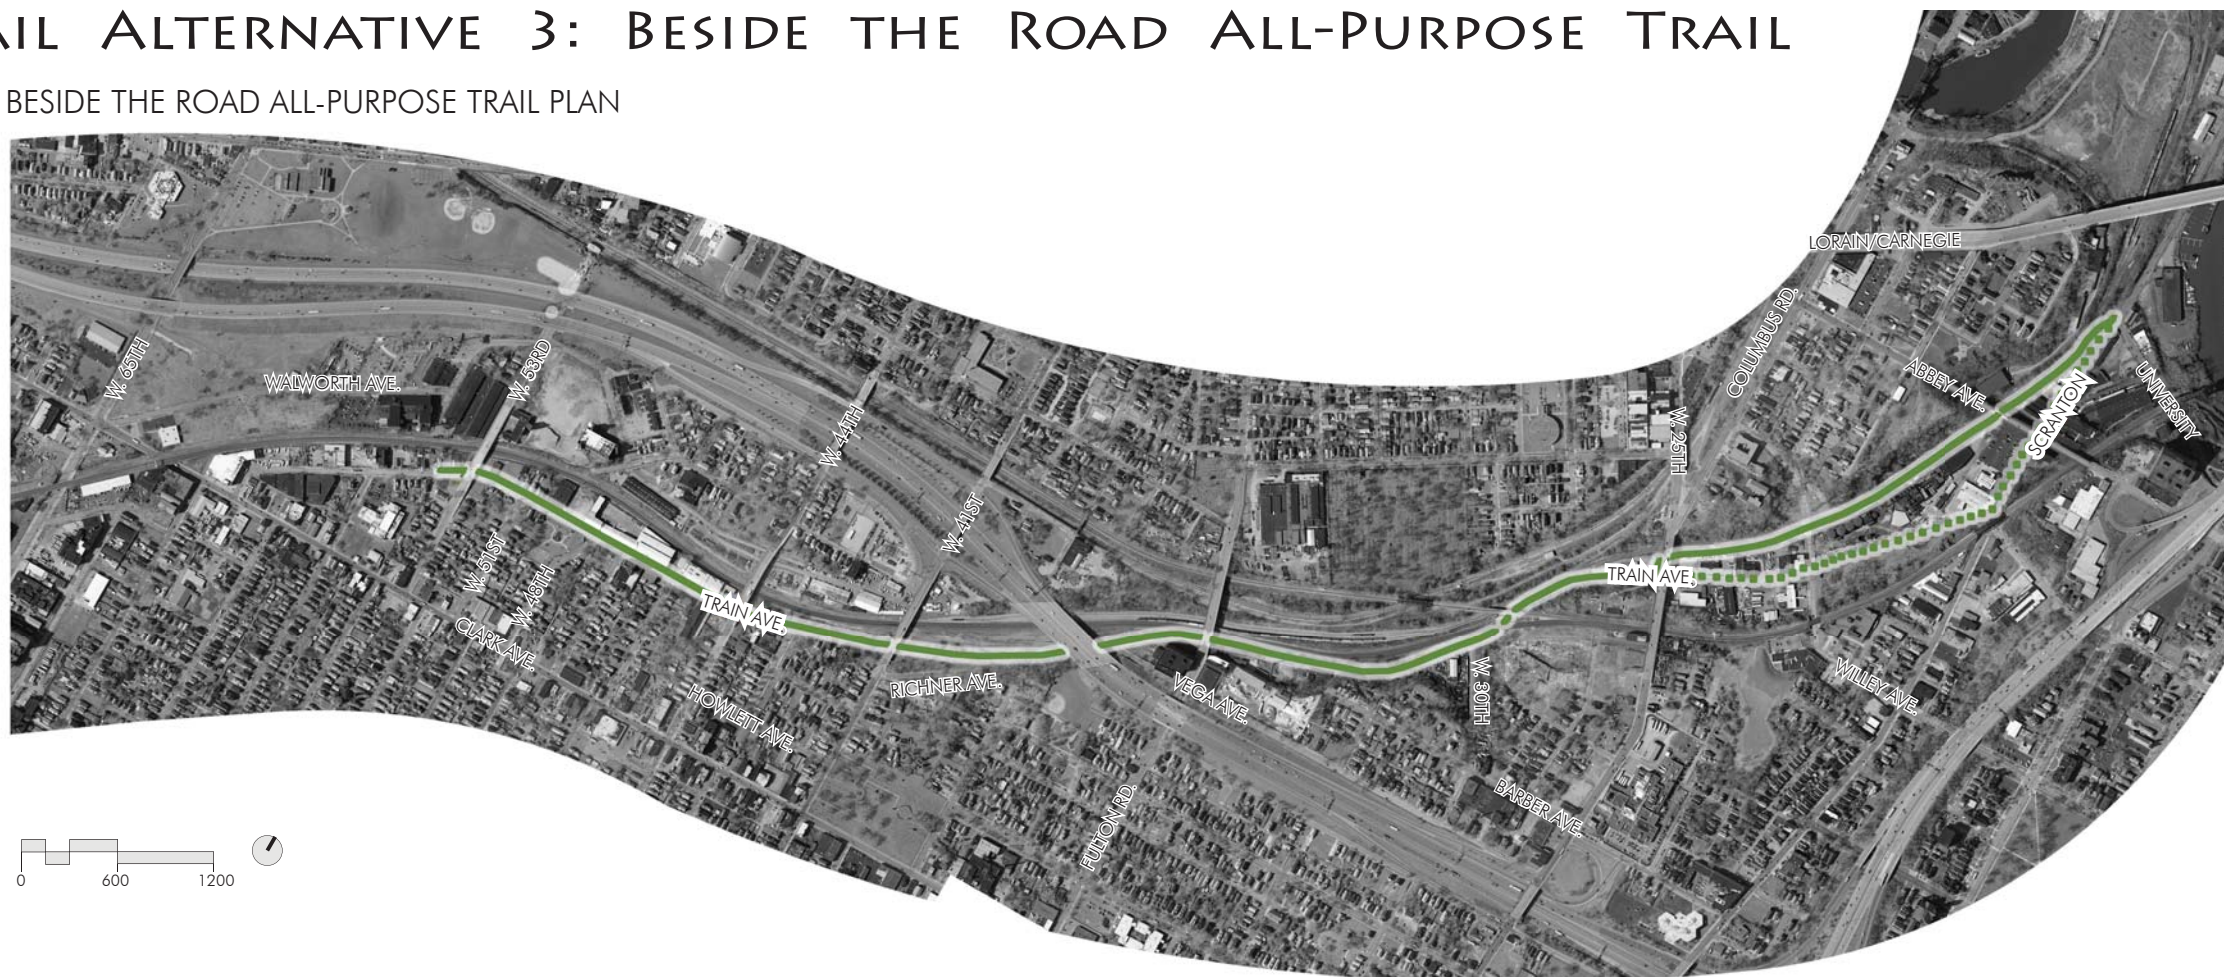 AIL ALTERNATIVE 3: BESIDE THE ROAD ALL-PURPOSE TRAIL
BESIDE THE ROAD ALL-PURPOSE TRAIL PLAN
LORAIN/CARNEGIE
COLUMBUS RD.
W. 65TH
WALWORTH AVE.
W. 53RD
W. 44TH
W. 41ST
W. 25TH
ABBEY AVE.
SCRANTON
UNIVERSITY
W. 51ST
W. 48TH
CLARK AVE.
TRAIN AVE.
TRAIN AVE.
HOWLETT AVE.
RICHNER AVE.
VEGA AVE.
W. 30TH
WILLEY AVE.
FULTON RD.
BARBER AVE.
0 600 1200